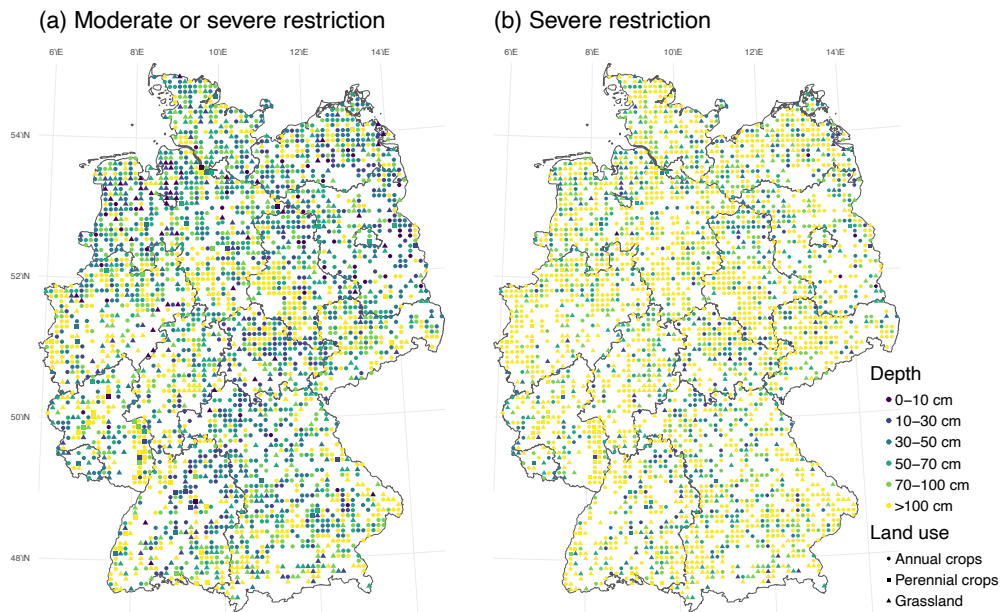 (a) Moderate or severe restriction
(b) Severe restriction
6°E 8°E 10°E 12°E 14°E
6°E 8°E 10°E 12°E 14°E
54°N
52°N
50°N
48°N
Depth
0–10 cm
10–30 cm
30–50 cm
50–70 cm
70–100 cm
>100 cm
Land use
Annual crops
Perennial crops
Grassland